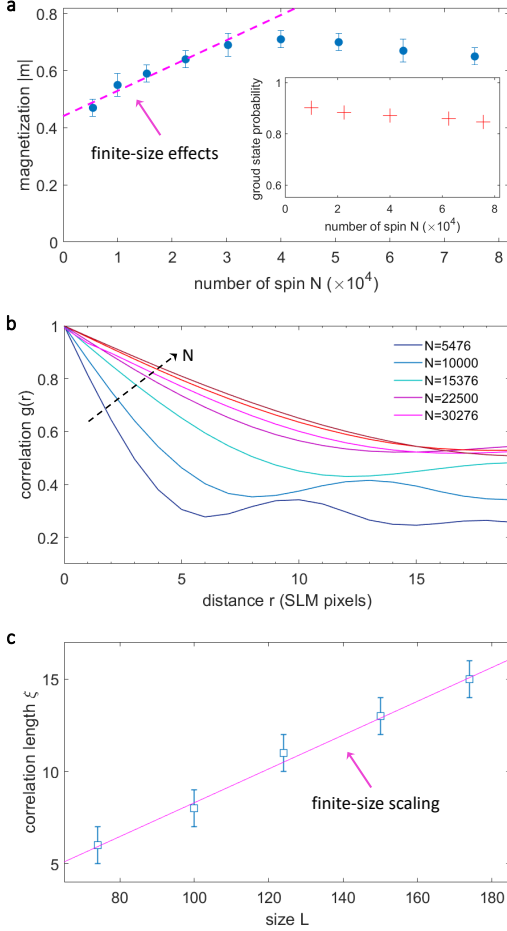 a
magnetization |m|
0.8
0.6
0.4
0.2
0
finite-size effects
groud state probability
1
0.8
0.6
0 2 4 6 8
number of spin N (×10⁴)
0 1 2 3 4 5 6 7 8
number of spin N (×10⁴)
b
correlation g(r)
1
0.8
0.6
0.4
0.2
N
N=5476
N=10000
N=15376
N=22500
N=30276
0 5 10 15
distance r (SLM pixels)
c
correlation length ξ
15
10
5
finite-size scaling
80 100 120 140 160 180
size L